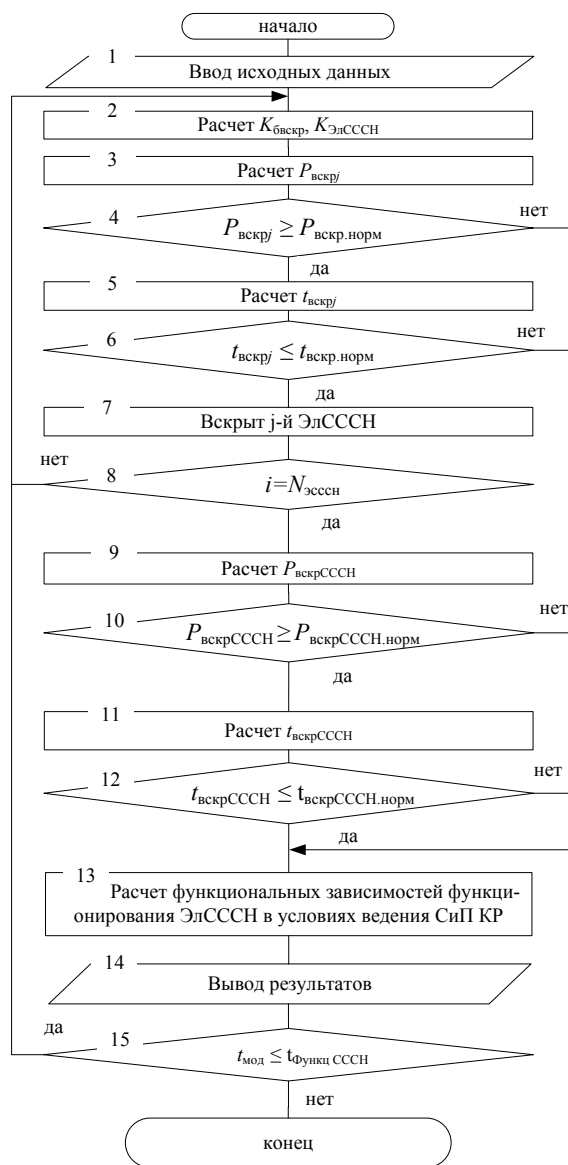 начало
1
Ввод исходных данных
2
Расчет Kбвскр, KЭлСССН
3
Расчет Pвскрj
4
нет
Pвскрj ≥ Pвскр.норм
да
5
Расчет tвскрj
6
нет
tвскрj ≤ tвскр.норм
да
7
Вскрыт j-й ЭлСССН
нет
8
i=Nэсссн
да
9
Расчет PвскрСССН
10
нет
PвскрСССН ≥ PвскрСССН.норм
да
11
Расчет tвскрСССН
12
нет
tвскрСССН ≤ tвскрСССН.норм
да
13
Расчет функциональных зависимостей функци-
онирования ЭлСССН в условиях ведения СиП КР
14
Вывод результатов
да
15
tмод ≤ tФункц СССН
нет
конец